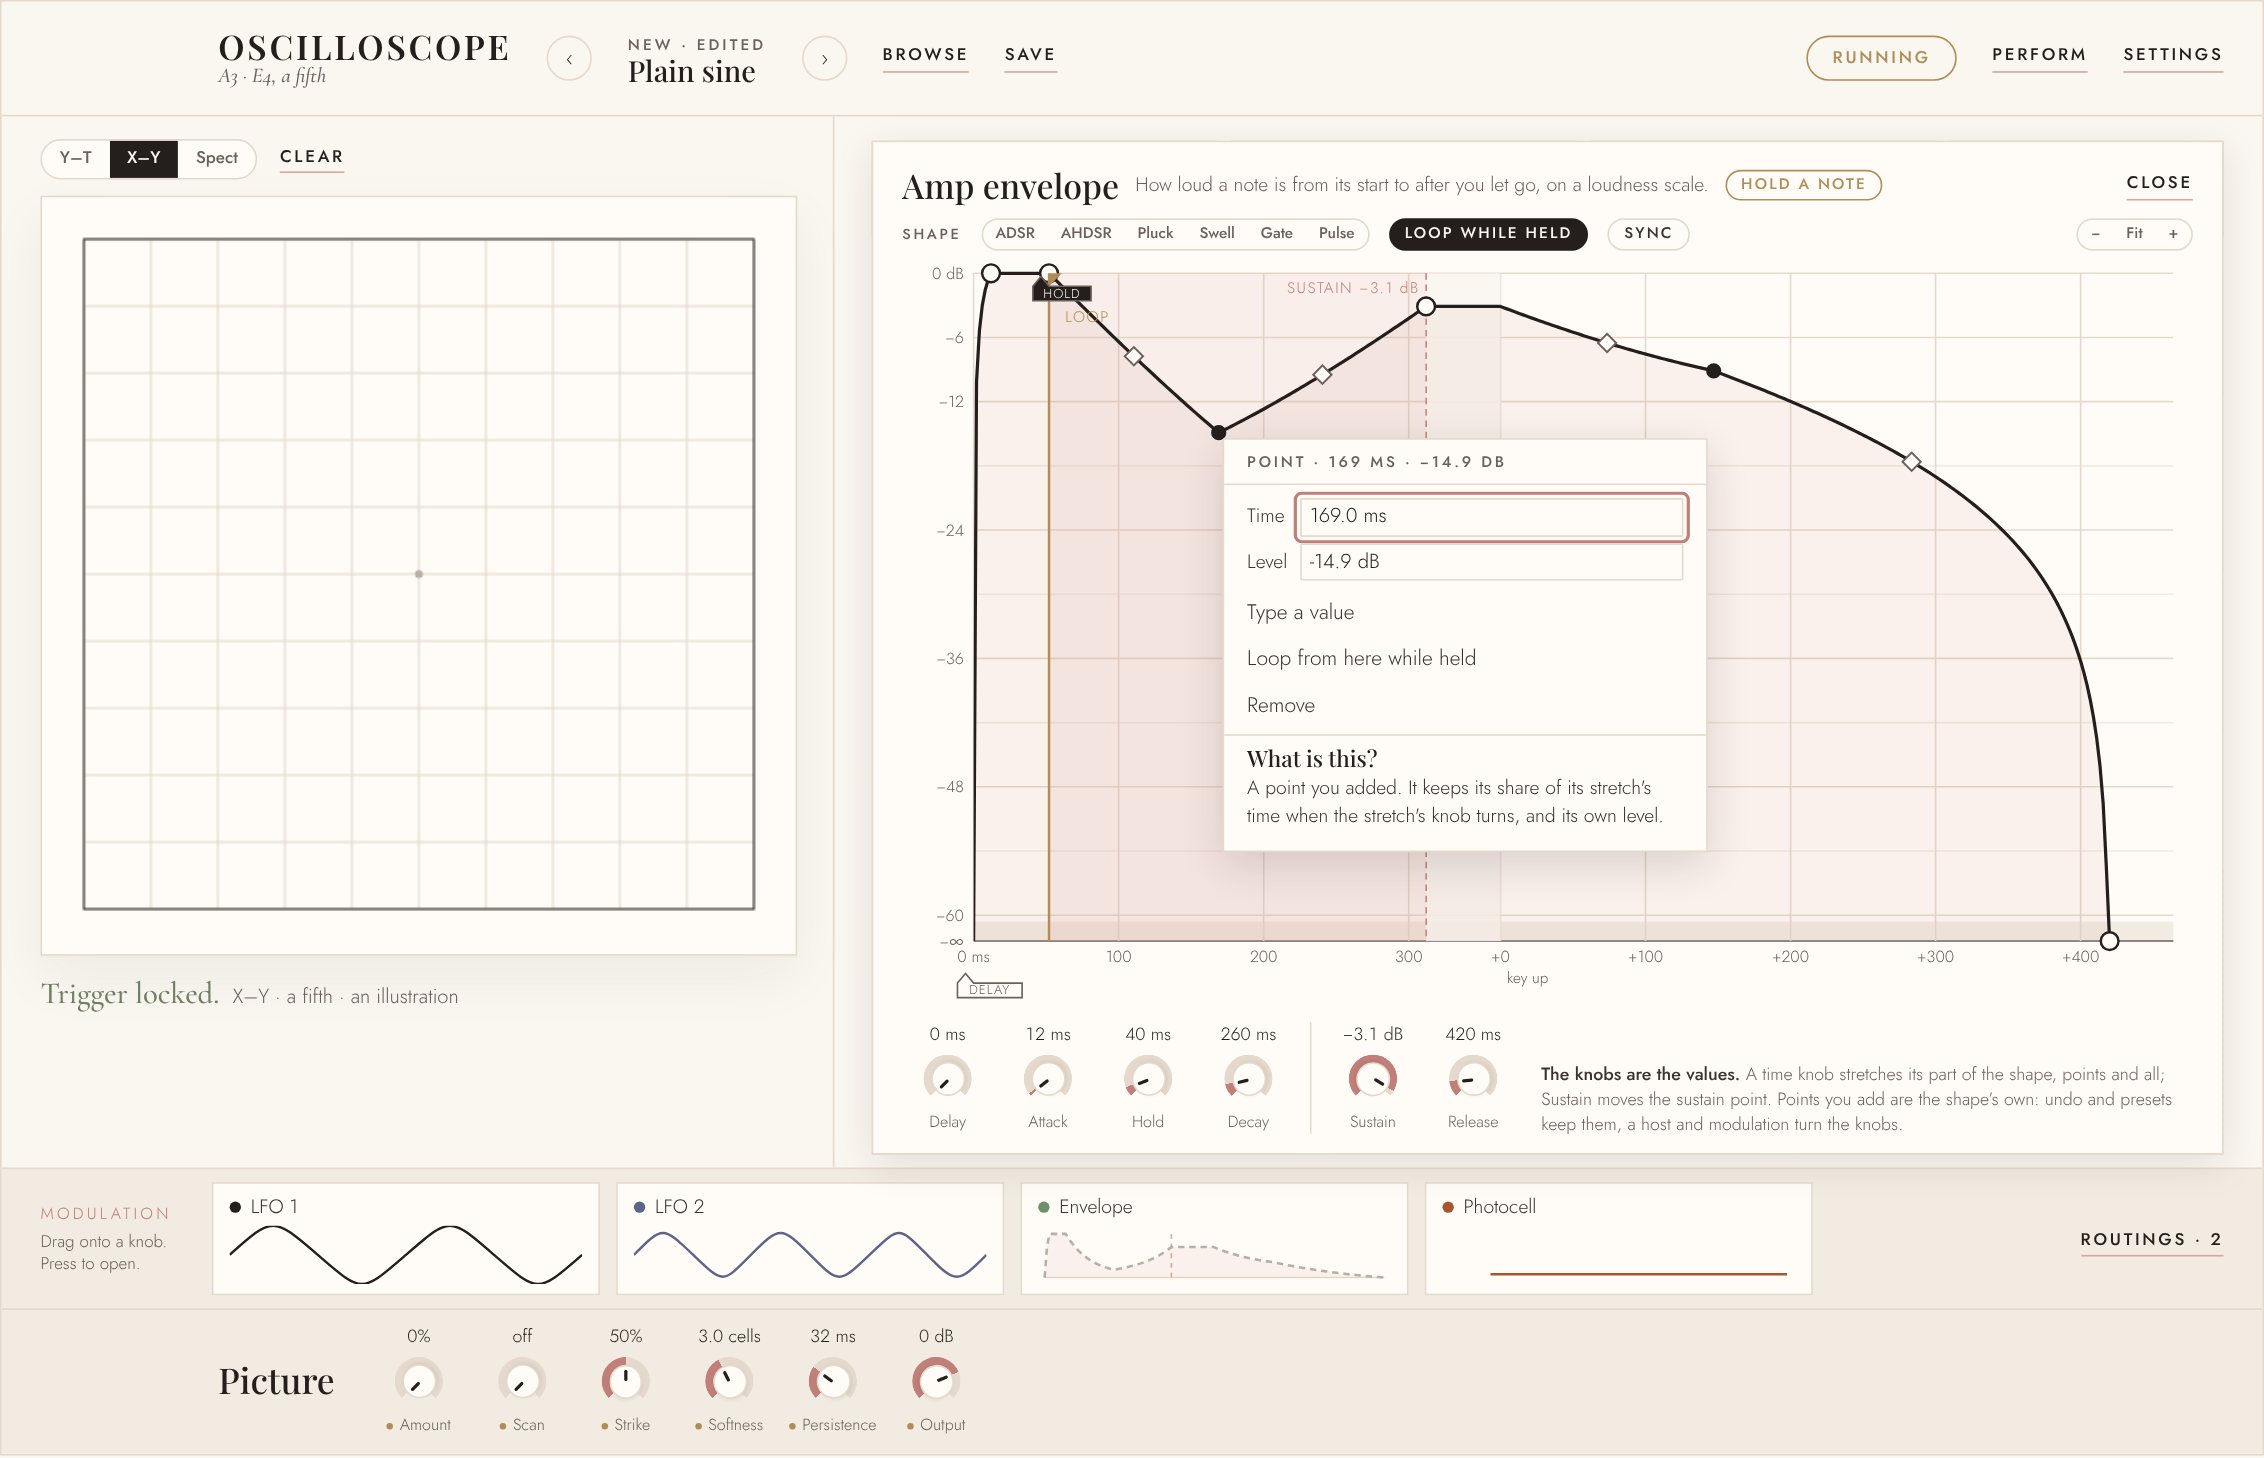 OSCILLOSCOPE
A3 · E4, a fifth
‹
NEW · EDITED
Plain sine
›
BROWSE
SAVE
RUNNING
PERFORM
SETTINGS
Y–T
X–Y
Spect
CLEAR
Trigger locked. X–Y · a fifth · an illustration
Amp envelope
How loud a note is from its start to after you let go, on a loudness scale.
HOLD A NOTE
CLOSE
SHAPE
ADSR
AHDSR
Pluck
Swell
Gate
Pulse
LOOP WHILE HELD
SYNC
−
Fit
+
0 dB
−6
−12
−24
−36
−48
−60
−∞
HOLD
LOOP
SUSTAIN −3.1 dB
POINT · 169 MS · −14.9 DB
Time
169.0 ms
Level
-14.9 dB
Type a value
Loop from here while held
Remove
What is this?
A point you added. It keeps its share of its stretch's
time when the stretch's knob turns, and its own level.
0 ms
100
200
300
+0
+100
+200
+300
+400
key up
DELAY
0 ms
12 ms
40 ms
260 ms
−3.1 dB
420 ms
Delay
Attack
Hold
Decay
Sustain
Release
The knobs are the values. A time knob stretches its part of the shape, points and all;
Sustain moves the sustain point. Points you add are the shape's own: undo and presets
keep them, a host and modulation turn the knobs.
MODULATION
Drag onto a knob.
Press to open.
LFO 1
LFO 2
Envelope
Photocell
ROUTINGS · 2
Picture
0%
off
50%
3.0 cells
32 ms
0 dB
Amount
Scan
Strike
Softness
Persistence
Output